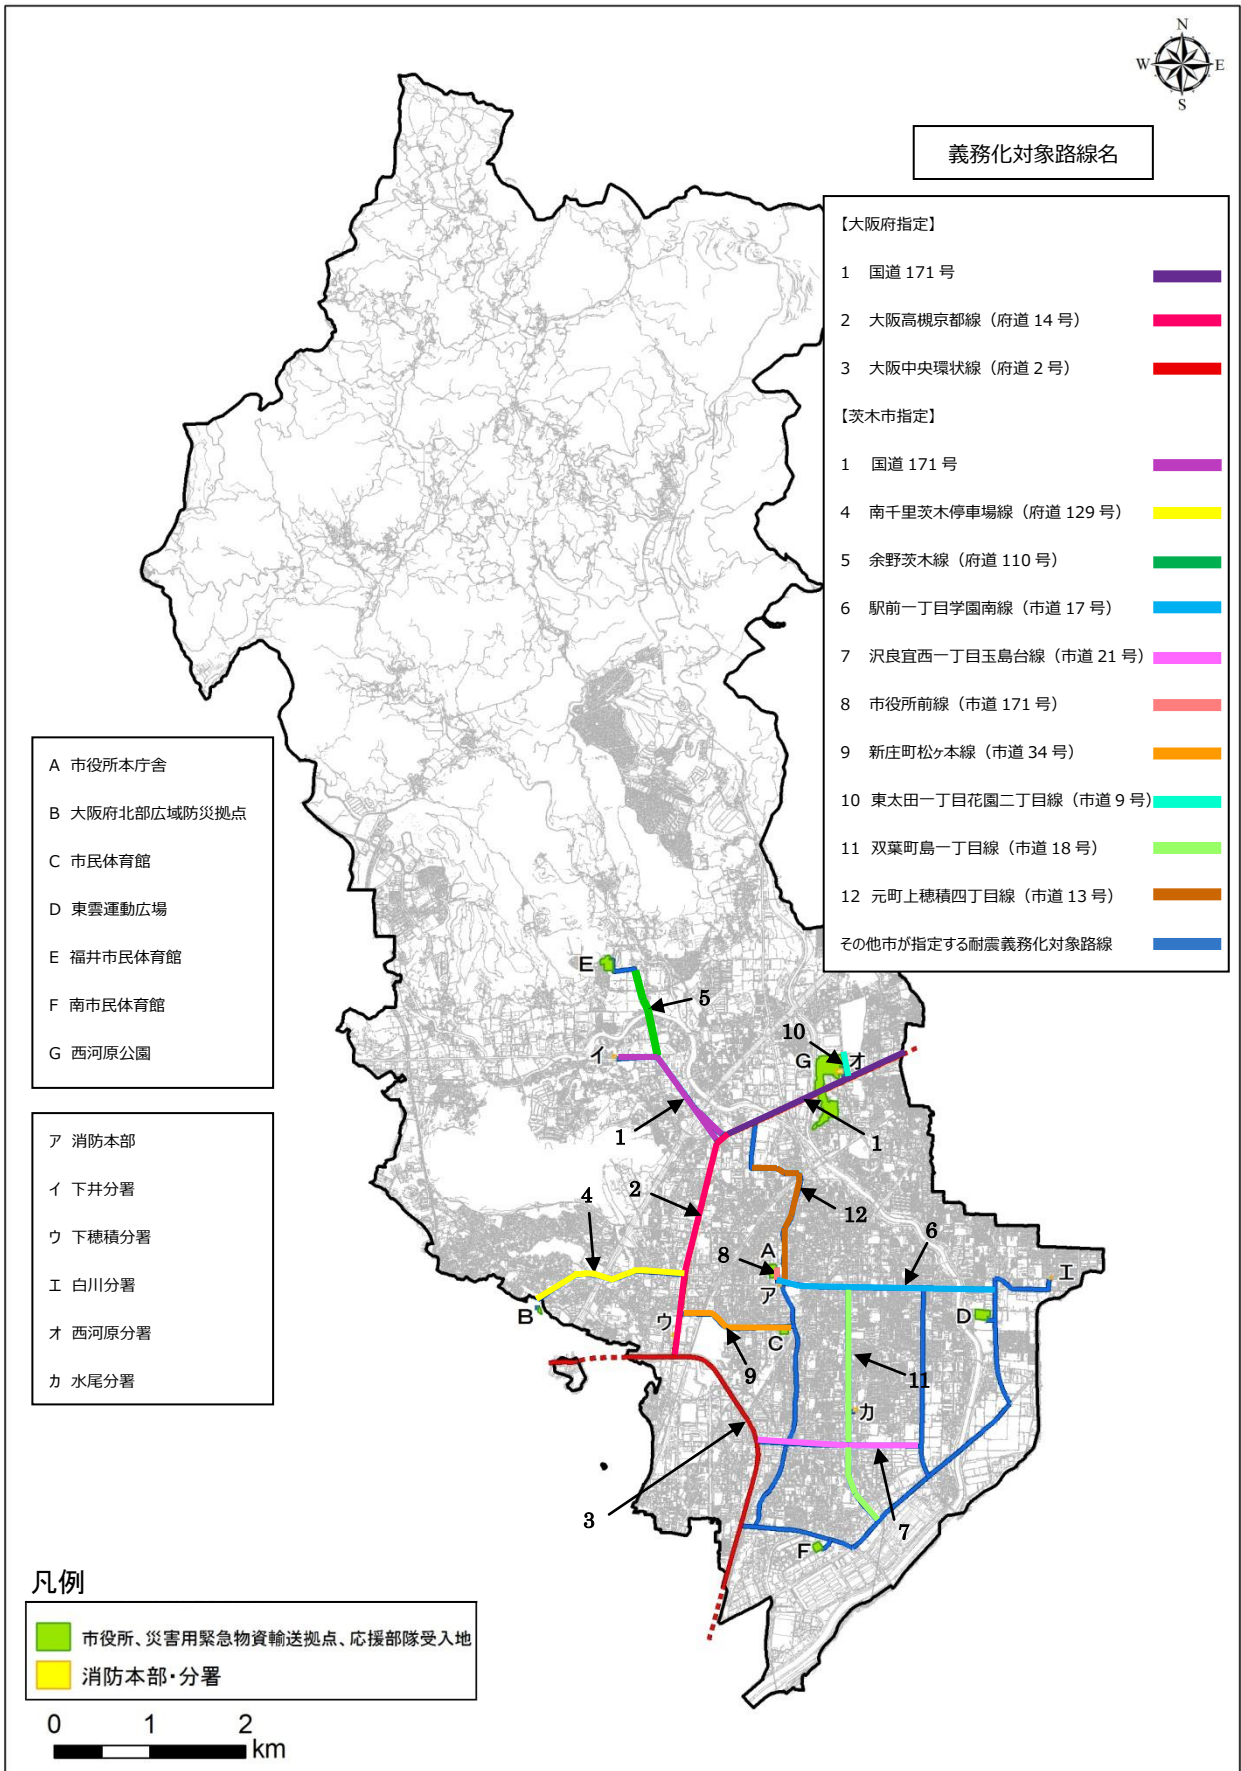 N
W E
S
義務化対象路線名
【大阪府指定】
1 国道 171 号
2 大阪高槻京都線（府道 14 号）
3 大阪中央環状線（府道 2 号）
【茨木市指定】
1 国道 171 号
4 南千里茨木停車場線（府道 129 号）
5 余野茨木線（府道 110 号）
6 駅前一丁目学園南線（市道 17 号）
7 沢良宜西一丁目玉島台線（市道 21 号）
8 市役所前線（市道 171 号）
9 新庄町松ヶ本線（市道 34 号）
10 東太田一丁目花園二丁目線（市道 9 号）
11 双葉町島一丁目線（市道 18 号）
12 元町上穂積四丁目線（市道 13 号）
その他市が指定する耐震義務化対象路線
A 市役所本庁舎
B 大阪府北部広域防災拠点
C 市民体育館
D 東雲運動広場
E 福井市民体育館
F 南市民体育館
G 西河原公園
ア 消防本部
イ 下井分署
ウ 下穂積分署
エ 白川分署
オ 西河原分署
カ 水尾分署
E
5
10
イ
G
オ
1
1
2
4
12
6
8
A
ア
エ
B
ウ
C
D
9
11
カ
3
7
F
凡例
市役所、災害用緊急物資輸送拠点、応援部隊受入地
消防本部・分署
0 1 2
km